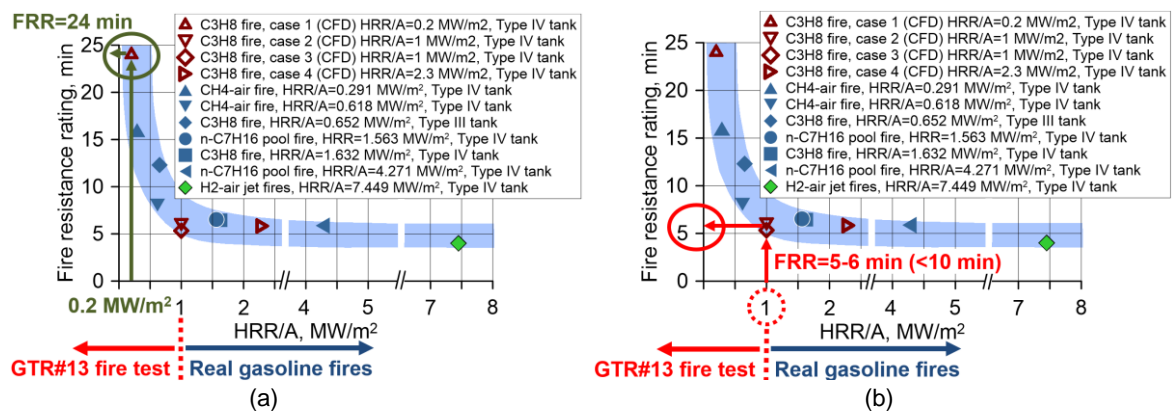 FRR=24 min
C3H8 fire, case 1 (CFD) HRR/A=0.2 MW/m2, Type IV tank
C3H8 fire, case 2 (CFD) HRR/A=1 MW/m2, Type IV tank
C3H8 fire, case 3 (CFD) HRR/A=1 MW/m2, Type IV tank
C3H8 fire, case 4 (CFD) HRR/A=2.3 MW/m2, Type IV tank
CH4-air fire, HRR/A=0.291 MW/m², Type IV tank
CH4-air fire, HRR/A=0.618 MW/m², Type IV tank
C3H8 fire, HRR/A=0.652 MW/m², Type III tank
n-C7H16 pool fire, HRR=1.563 MW/m², Type IV tank
C3H8 fire, HRR/A=1.632 MW/m², Type IV tank
n-C7H16 pool fire, HRR/A=4.271 MW/m², Type IV tank
H2-air jet fires, HRR/A=7.449 MW/m², Type IV tank
Fire resistance rating, min
25
20
15
10
5
0
0.2 MW/m²
1 2 4 5 7 8
HRR/A, MW/m²
GTR#13 fire test
Real gasoline fires
(a)
C3H8 fire, case 1 (CFD) HRR/A=0.2 MW/m2, Type IV tank
C3H8 fire, case 2 (CFD) HRR/A=1 MW/m2, Type IV tank
C3H8 fire, case 3 (CFD) HRR/A=1 MW/m2, Type IV tank
C3H8 fire, case 4 (CFD) HRR/A=2.3 MW/m2, Type IV tank
CH4-air fire, HRR/A=0.291 MW/m², Type IV tank
CH4-air fire, HRR/A=0.618 MW/m², Type IV tank
C3H8 fire, HRR/A=0.652 MW/m², Type III tank
n-C7H16 pool fire, HRR=1.563 MW/m², Type IV tank
C3H8 fire, HRR/A=1.632 MW/m², Type IV tank
n-C7H16 pool fire, HRR/A=4.271 MW/m², Type IV tank
H2-air jet fires, HRR/A=7.449 MW/m², Type IV tank
Fire resistance rating, min
25
20
15
10
5
0
FRR=5-6 min (<10 min)
1 2 4 5 7 8
HRR/A, MW/m²
GTR#13 fire test
Real gasoline fires
(b)